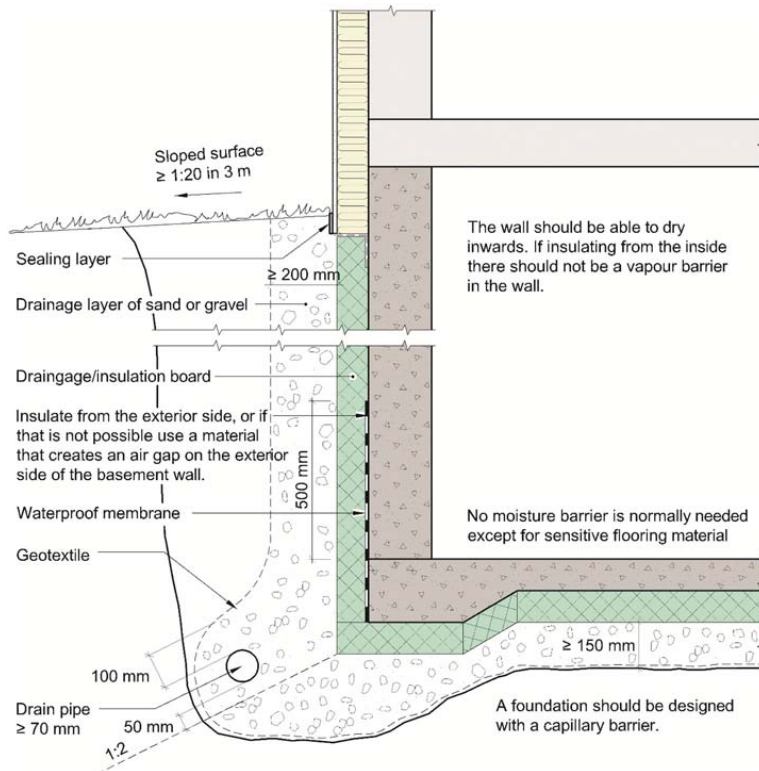 Sloped surface
≥ 1:20 in 3 m
Sealing layer
≥ 200 mm
Drainage layer of sand or gravel
The wall should be able to dry
inwards. If insulating from the inside
there should not be a vapour barrier
in the wall.
Draingage/insulation board
Insulate from the exterior side, or if
that is not possible use a material
that creates an air gap on the exterior
side of the basement wall.
500 mm
Waterproof membrane
Geotextile
No moisture barrier is normally needed
except for sensitive flooring material
100 mm
Drain pipe
≥ 70 mm
50 mm
1:2
≥ 150 mm
A foundation should be designed
with a capillary barrier.